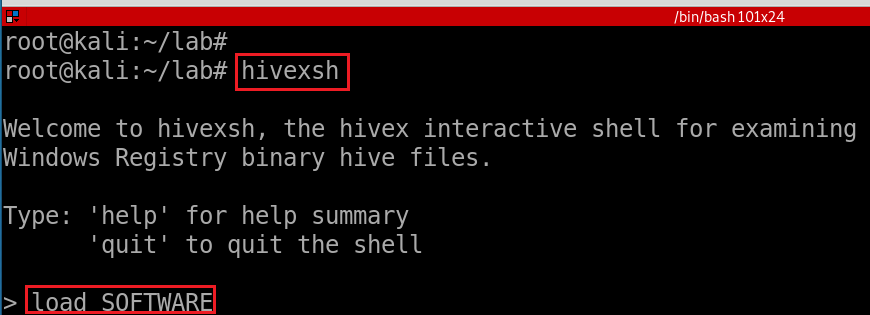 /bin/bash 101x24
root@kali:~/lab#
root@kali:~/lab# hivexsh
Welcome to hivexsh, the hivex interactive shell for examining
Windows Registry binary hive files.
Type: 'help' for help summary
'quit' to quit the shell
> load SOFTWARE